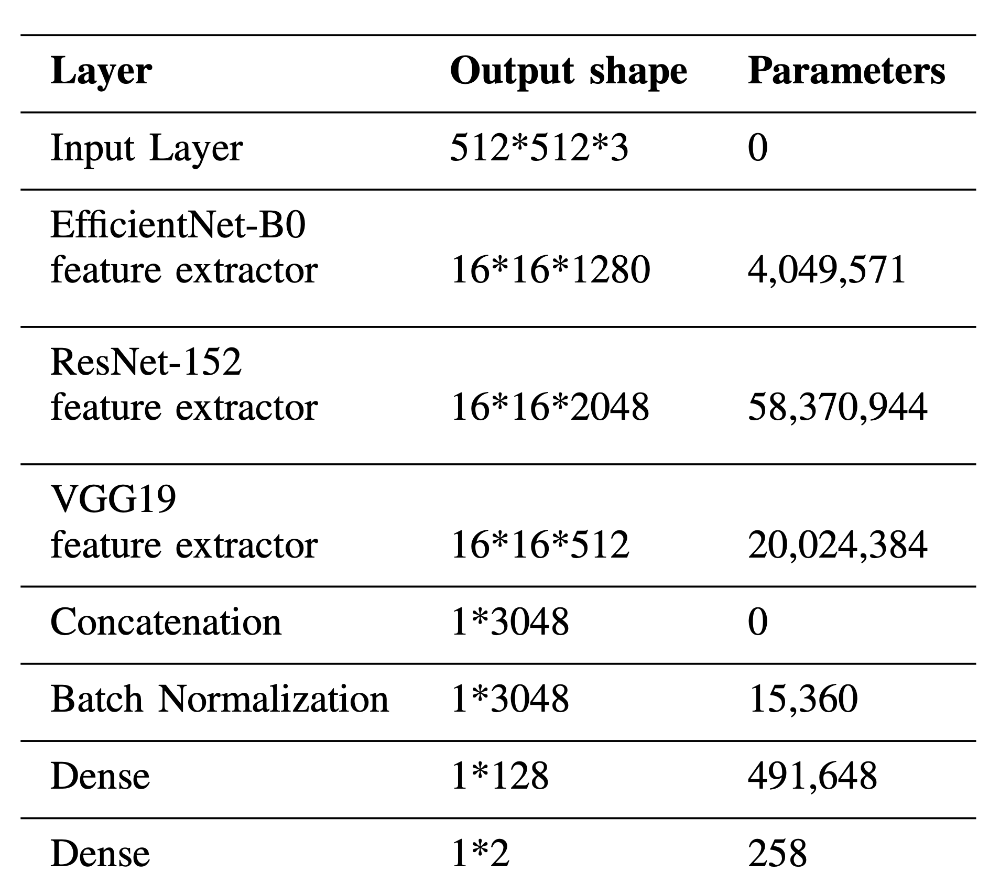 Layer Output shape Parameters
Input Layer 512*512*3 0
EfficientNet-B0
feature extractor 16*16*1280 4,049,571
ResNet-152
feature extractor 16*16*2048 58,370,944
VGG19
feature extractor 16*16*512 20,024,384
Concatenation 1*3048 0
Batch Normalization 1*3048 15,360
Dense 1*128 491,648
Dense 1*2 258